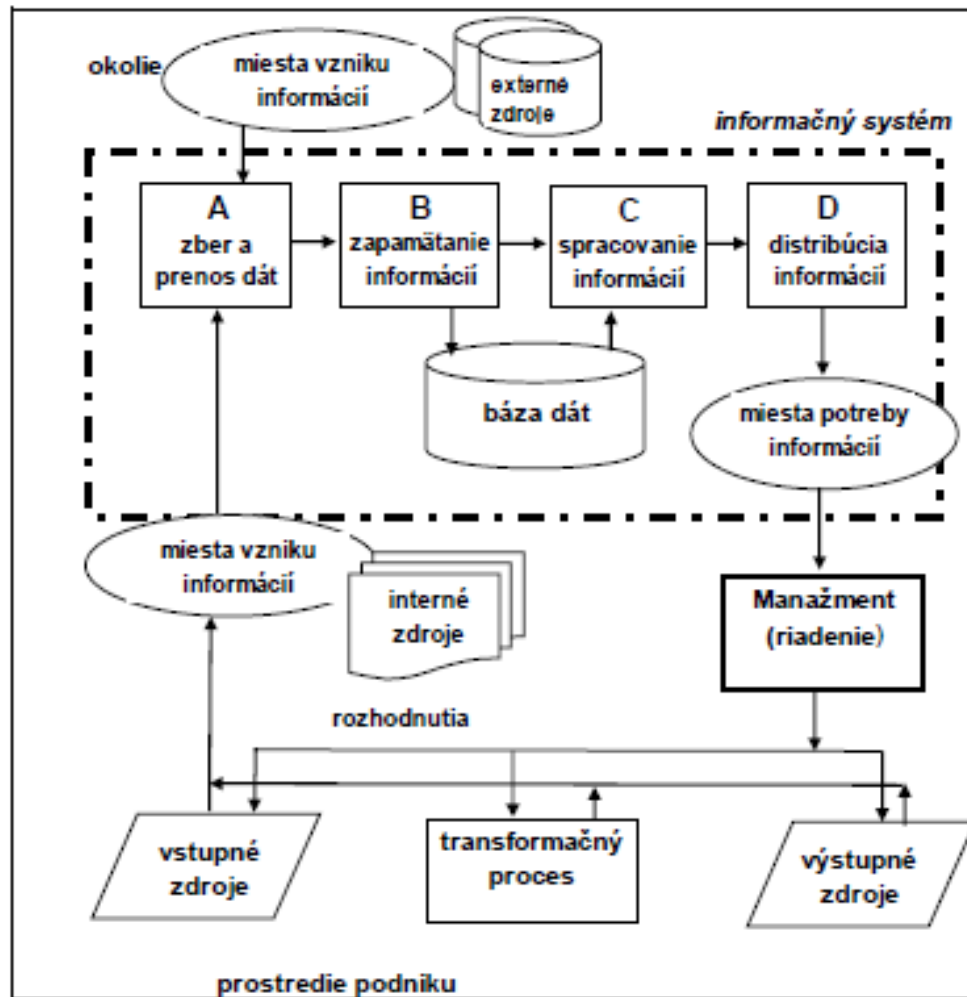 okolie
miesta vzniku
informácií
externé
zdroje
informačný systém
A
zber a
prenos dát
B
zapamätanie
informácií
C
spracovanie
informácií
D
distribúcia
informácií
báza dát
miesta potreby
informácií
miesta vzniku
informácií
interné
zdroje
Manažment
(riadenie)
rozhodnutia
vstupné
zdroje
transformačný
proces
výstupné
zdroje
prostredie podniku